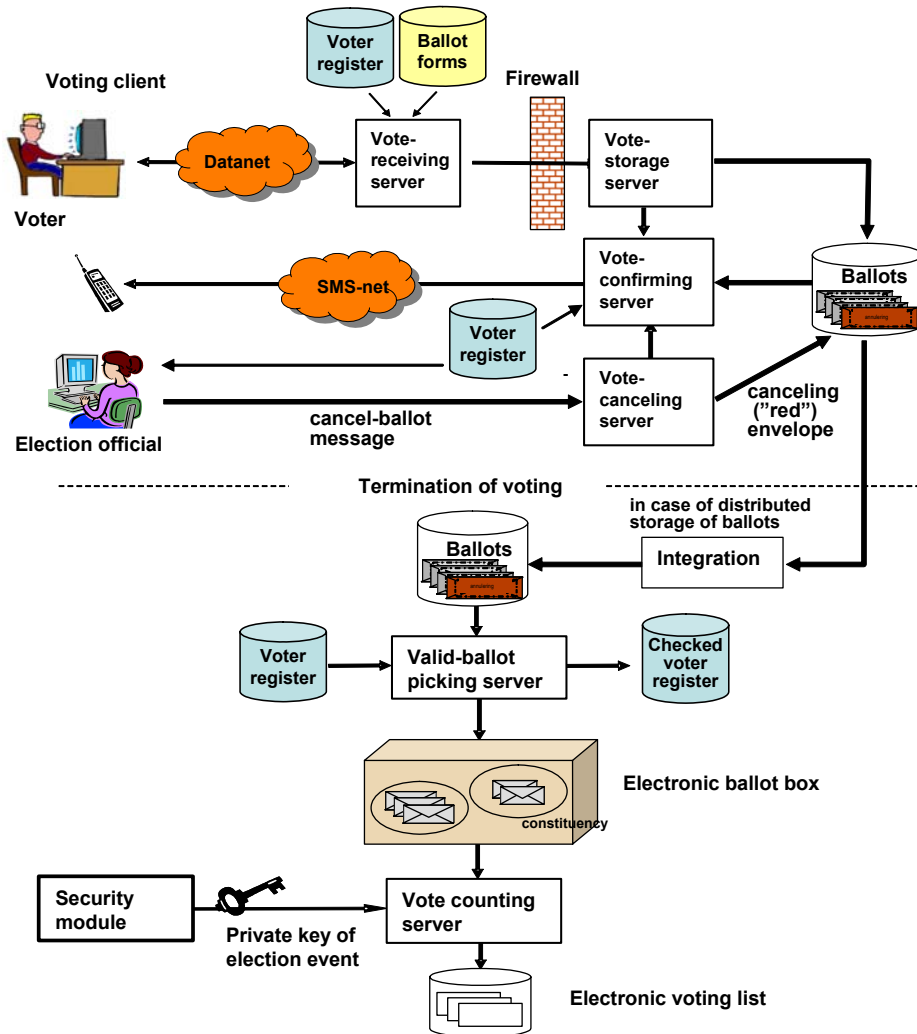 Voter
register
Ballot
forms
Voting client
Firewall
Vote-
receiving
server
Vote-
storage
server
Datanet
Voter
Vote-
confirming
server
Ballots
annulering
SMS-net
Voter
register
Vote-
canceling
server
canceling
(”red”)
envelope
cancel-ballot
message
Election official
Termination of voting
in case of distributed
storage of ballots
Ballots
annulering
Integration
Voter
register
Valid-ballot
picking server
Checked
voter
register
Electronic ballot box
constituency
Security
module
Vote counting
server
Private key of
election event
Electronic voting list